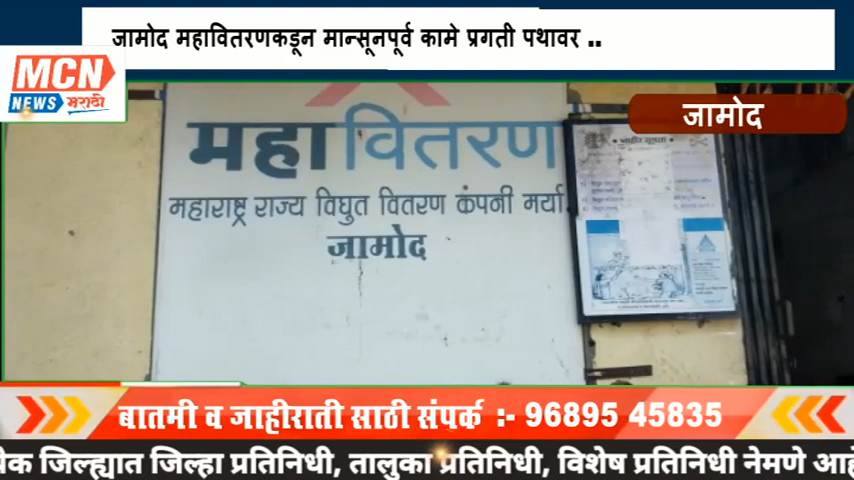 जामोद महावितरणकडून मान्सूनपूर्व कामे प्रगती पथावर ..
MCN
NEWS मराठी
जामोद
महावितरण
महाराष्ट्र राज्य विद्युत वितरण कंपनी मर्या
जामोद
जाहीर सूचना
बातमी व जाहीराती साठी संपर्क :- 96895 45835
जिल्ह्यात जिल्हा प्रतिनिधी, तालुका प्रतिनिधी, विशेष प्रतिनिधी नेमणे